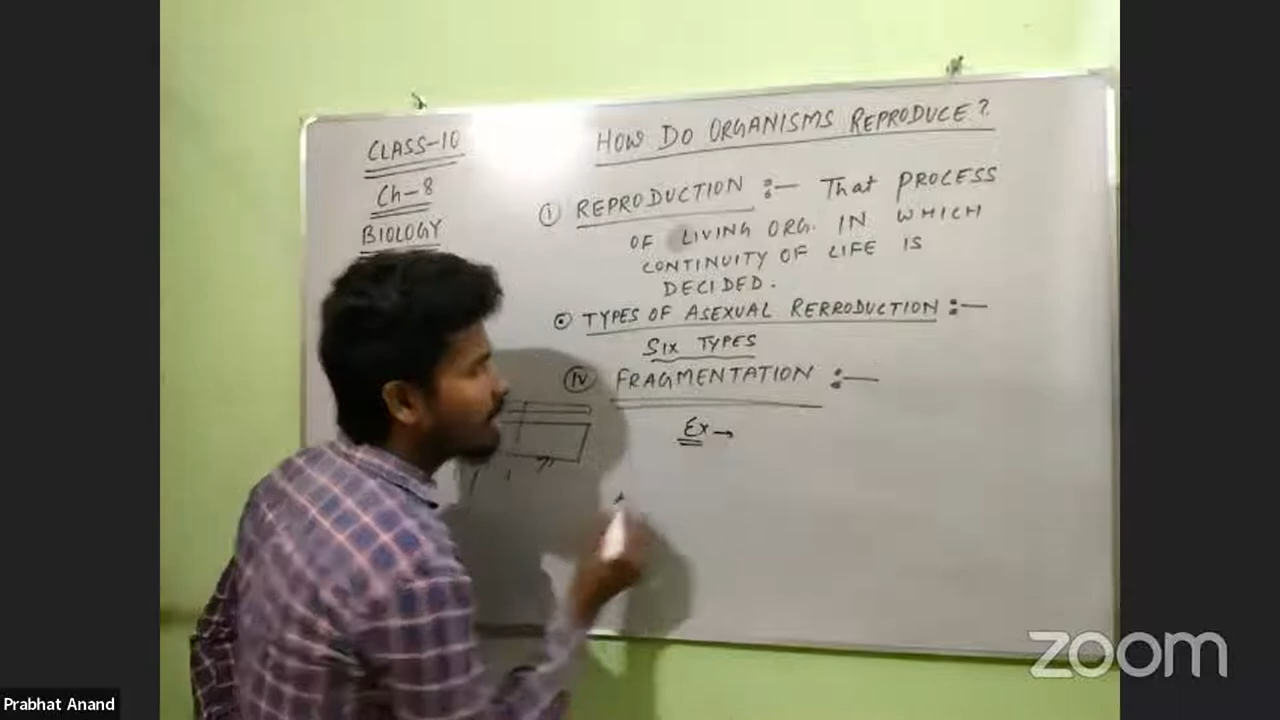 CLASS-10
Ch-8
BIOLOGY
HOW DO ORGANISMS REPRODUCE?
① REPRODUCTION :— That PROCESS
OF LIVING ORG. IN WHICH
CONTINUITY OF LIFE IS
DECIDED.
TYPES OF ASEXUAL RERRODUCTION :—
SIX TYPES
IV FRAGMENTATION :—
Ex→
zoom
Prabhat Anand